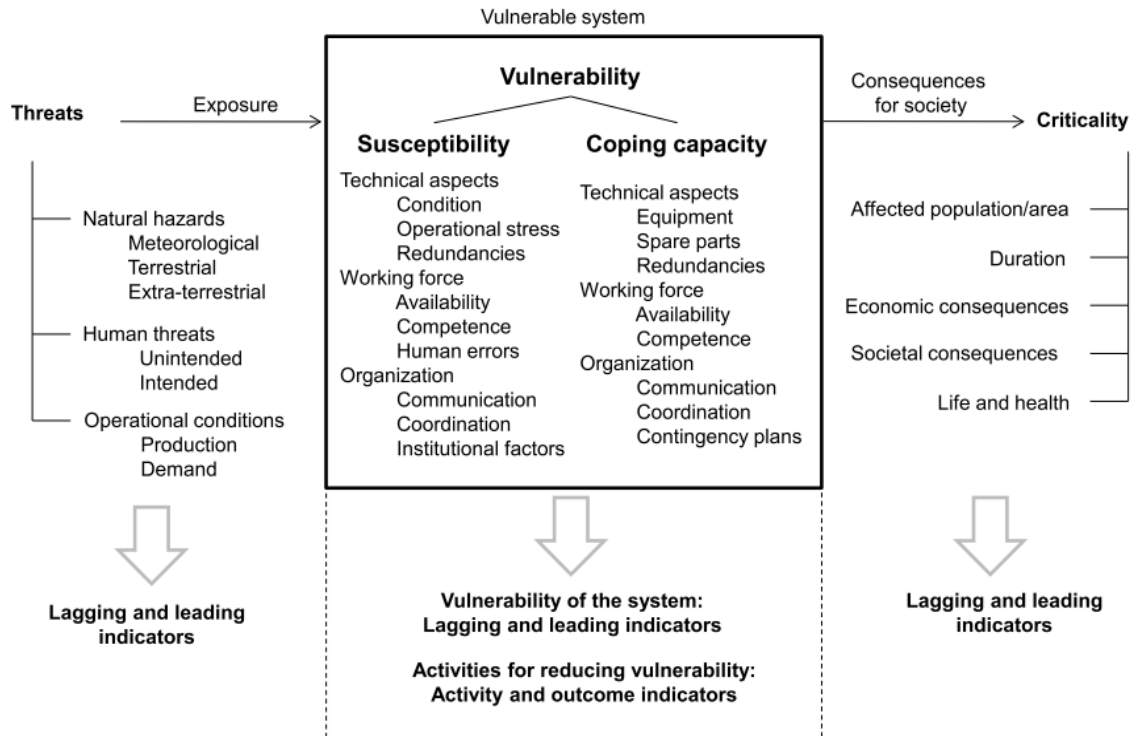 Vulnerable system
Threats
Exposure
Natural hazards
Meteorological
Terrestrial
Extra-terrestrial
Human threats
Unintended
Intended
Operational conditions
Production
Demand
Vulnerability
Susceptibility
Technical aspects
Condition
Operational stress
Redundancies
Working force
Availability
Competence
Human errors
Organization
Communication
Coordination
Institutional factors
Coping capacity
Technical aspects
Equipment
Spare parts
Redundancies
Working force
Availability
Competence
Organization
Communication
Coordination
Contingency plans
Consequences
for society
Criticality
Affected population/area
Duration
Economic consequences
Societal consequences
Life and health
Lagging and leading
indicators
Vulnerability of the system:
Lagging and leading indicators
Activities for reducing vulnerability:
Activity and outcome indicators
Lagging and leading
indicators